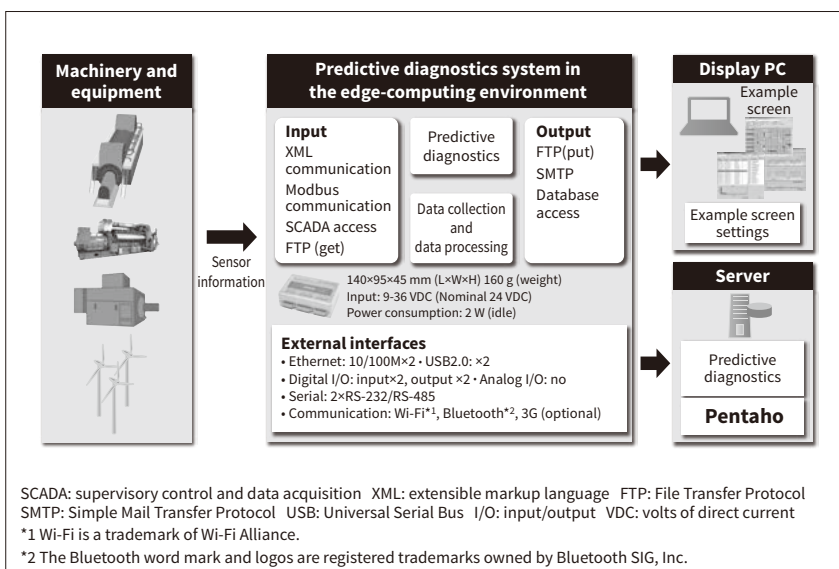 Machinery and
equipment
Sensor
information
Predictive diagnostics system in
the edge-computing environment
Input
XML
communication
Modbus
communication
SCADA access
FTP (get)
Predictive
diagnostics
Data collection
and
data processing
Output
FTP(put)
SMTP
Database
access
140×95×45 mm (L×W×H) 160 g (weight)
Input: 9-36 VDC (Nominal 24 VDC)
Power consumption: 2 W (idle)
External interfaces
• Ethernet: 10/100M×2 • USB2.0: ×2
• Digital I/O: input×2, output ×2 • Analog I/O: no
• Serial: 2×RS-232/RS-485
• Communication: Wi-Fi*1, Bluetooth*2, 3G (optional)
Display PC
Example
screen
Example screen
settings
Server
Predictive
diagnostics
Pentaho
SCADA: supervisory control and data acquisition XML: extensible markup language FTP: File Transfer Protocol
SMTP: Simple Mail Transfer Protocol USB: Universal Serial Bus I/O: input/output VDC: volts of direct current
*1 Wi-Fi is a trademark of Wi-Fi Alliance.
*2 The Bluetooth word mark and logos are registered trademarks owned by Bluetooth SIG, Inc.